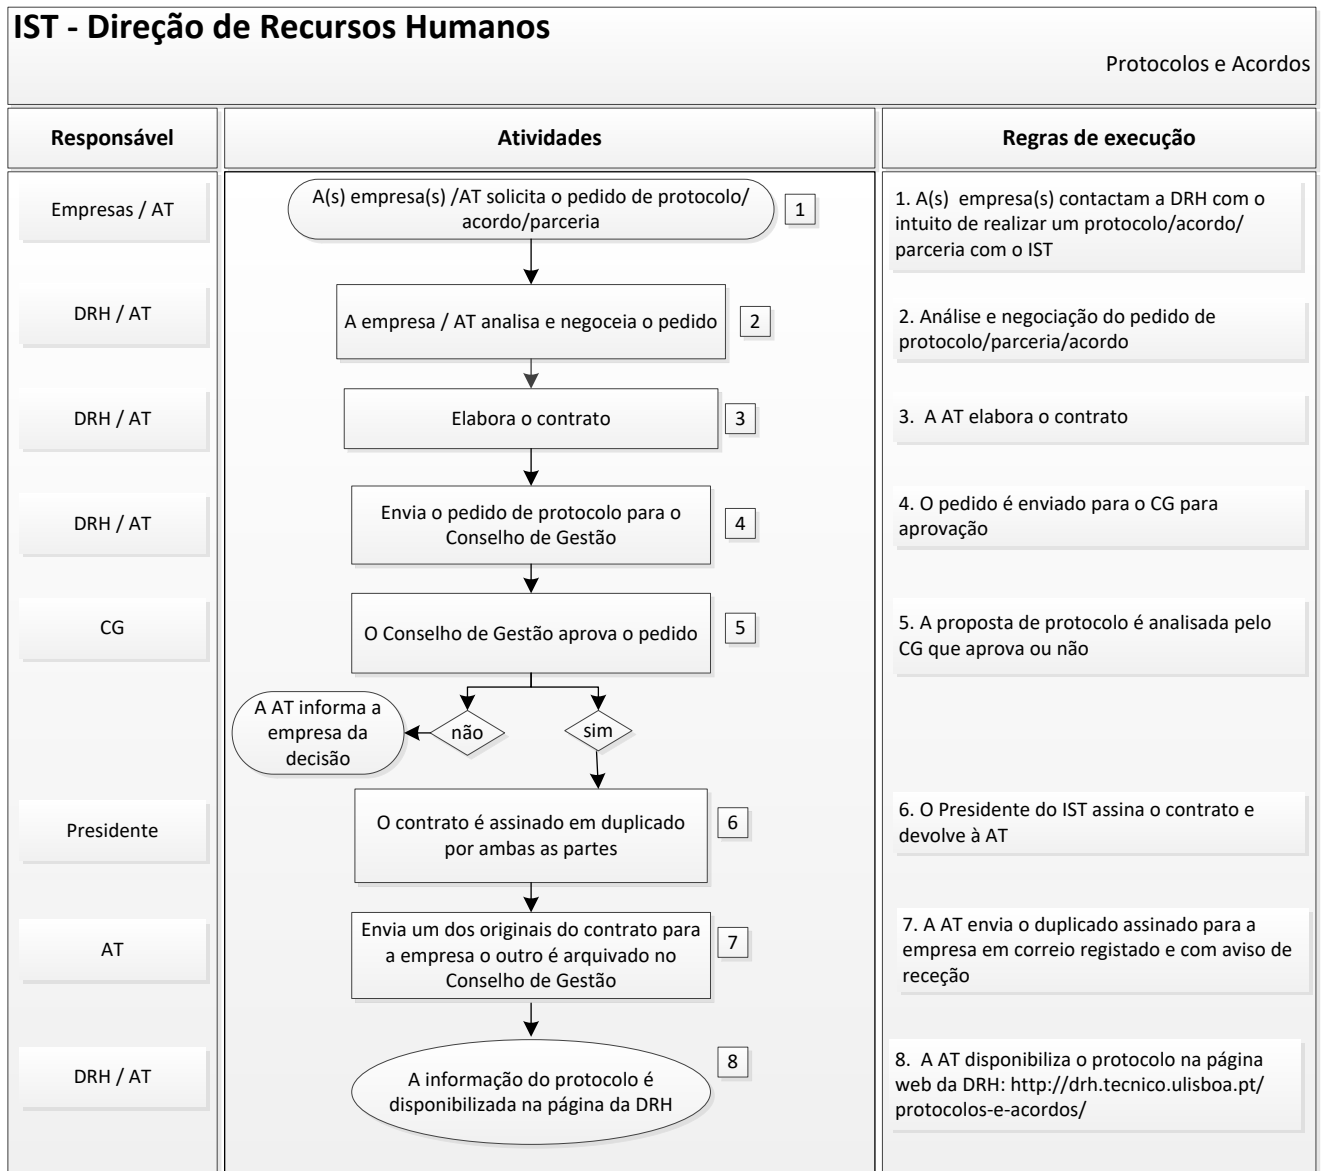 IST - Direção de Recursos Humanos
Protocolos e Acordos
Responsável
Atividades
Regras de execução
Empresas / AT
A(s) empresa(s) /AT solicita o pedido de protocolo/
acordo/parceria
1
1. A(s) empresa(s) contactam a DRH com o
intuito de realizar um protocolo/acordo/
parceria com o IST
DRH / AT
A empresa / AT analisa e negoceia o pedido
2
2. Análise e negociação do pedido de
protocolo/parceria/acordo
DRH / AT
Elabora o contrato
3
3. A AT elabora o contrato
DRH / AT
Envia o pedido de protocolo para o
Conselho de Gestão
4
4. O pedido é enviado para o CG para
aprovação
CG
O Conselho de Gestão aprova o pedido
5
5. A proposta de protocolo é analisada pelo
CG que aprova ou não
A AT informa a
empresa da
decisão
não
sim
Presidente
O contrato é assinado em duplicado
por ambas as partes
6
6. O Presidente do IST assina o contrato e
devolve à AT
AT
Envia um dos originais do contrato para
a empresa o outro é arquivado no
Conselho de Gestão
7
7. A AT envia o duplicado assinado para a
empresa em correio registado e com aviso de
receção
DRH / AT
A informação do protocolo é
disponibilizada na página da DRH
8
8. A AT disponibiliza o protocolo na página
web da DRH: http://drh.tecnico.ulisboa.pt/
protocolos-e-acordos/